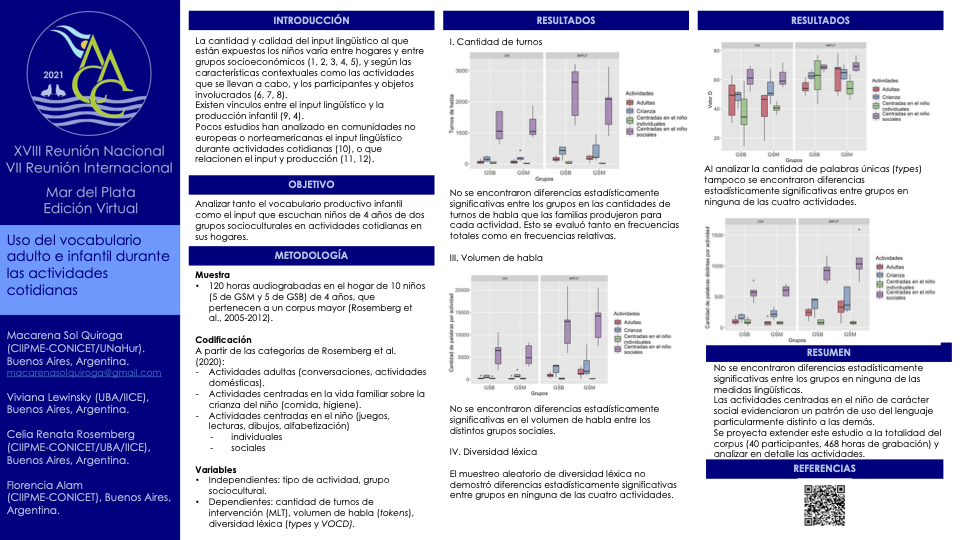 2021
AACC
XVIII Reunión Nacional
VII Reunión Internacional
Mar del Plata
Edición Virtual
Uso del vocabulario
adulto e infantil durante
las actividades
cotidianas
Macarena Sol Quiroga
(CIIPME-CONICET/UNaHur).
Buenos Aires, Argentina.
macarenasolquiroga@gmail.com
Viviana Lewinsky (UBA/IICE),
Buenos Aires, Argentina.
Celia Renata Rosemberg
(CIIPME-CONICET/UBA/IICE),
Buenos Aires, Argentina.
Florencia Alam
(CIIPME-CONICET), Buenos Aires,
Argentina.
INTRODUCCIÓN
La cantidad y calidad del input lingüístico al que
están expuestos los niños varía entre hogares y entre
grupos socioeconómicos (1, 2, 3, 4, 5), y según las
características contextuales como las actividades
que se llevan a cabo, y los participantes y objetos
involucrados (6, 7, 8).
Existen vínculos entre el input lingüístico y la
producción infantil (9, 4).
Pocos estudios han analizado en comunidades no
europeas o norteamericanas el input lingüístico
durante actividades cotidianas (10), o que
relacionen el input y producción (11, 12).
OBJETIVO
Analizar tanto el vocabulario productivo infantil
como el input que escuchan niños de 4 años de dos
grupos socioculturales en actividades cotidianas en
sus hogares.
METODOLOGÍA
Muestra
• 120 horas audiograbadas en el hogar de 10 niños
(5 de GSM y 5 de GSB) de 4 años, que
pertenecen a un corpus mayor (Rosemberg et
al., 2005-2012).
Codificación
A partir de las categorías de Rosemberg et al.
(2020):
- Actividades adultas (conversaciones, actividades
domésticas).
- Actividades centradas en la vida familiar sobre la
crianza del niño (comida, higiene).
- Actividades centradas en el niño (juegos,
lecturas, dibujos, alfabetización)
- individuales
- sociales
Variables
• Independientes: tipo de actividad, grupo
sociocultural.
• Dependientes: cantidad de turnos de
intervención (MLT), volumen de habla (tokens),
diversidad léxica (types y VOCD).
RESULTADOS
I. Cantidad de turnos
CHI INPUT
Turnos de habla
3000
2000
1000
0
GSB GSM GSB GSM
Grupos
Actividades
Adultas
Crianza
Centradas en el niño
individuales
Centradas en el niño
sociales
No se encontraron diferencias estadísticamente
significativas entre los grupos en las cantidades de
turnos de habla que las familias produjeron para
cada actividad. Esto se evaluó tanto en frecuencias
totales como en frecuencias relativas.
III. Volumen de habla
CHI INPUT
Cantidad de palabras por actividad
20000
15000
10000
5000
0
GSB GSM GSB GSM
Grupos
Actividades
Adultas
Crianza
Centradas en el niño
individuales
Centradas en el niño
sociales
No se encontraron diferencias estadísticamente
significativas en el volumen de habla entre los
distintos grupos sociales.
IV. Diversidad léxica
El muestreo aleatorio de diversidad léxica no
demostró diferencias estadísticamente significativas
entre grupos en ninguna de las cuatro actividades.
RESULTADOS
CHI INPUT
Valor D
80
60
40
20
GSB GSM GSB GSM
Grupos
Actividades
Adultas
Crianza
Centradas en el niño
individuales
Centradas en el niño
sociales
Al analizar la cantidad de palabras únicas (types)
tampoco se encontraron diferencias
estadísticamente significativas entre grupos en
ninguna de las cuatro actividades.
CHI INPUT
Cantidad de palabras distintas por actividad
1500
1000
500
0
GSB GSM GSB GSM
Grupos
Actividades
Adultas
Crianza
Centradas en el niño
individuales
Centradas en el niño
sociales
RESUMEN
No se encontraron diferencias estadísticamente
significativas entre los grupos en ninguna de las
medidas lingüísticas.
Las actividades centradas en el niño de carácter
social evidenciaron un patrón de uso del lenguaje
particularmente distinto a las demás.
Se proyecta extender este estudio a la totalidad del
corpus (40 participantes, 468 horas de grabación) y
analizar en detalle las actividades.
REFERENCIAS